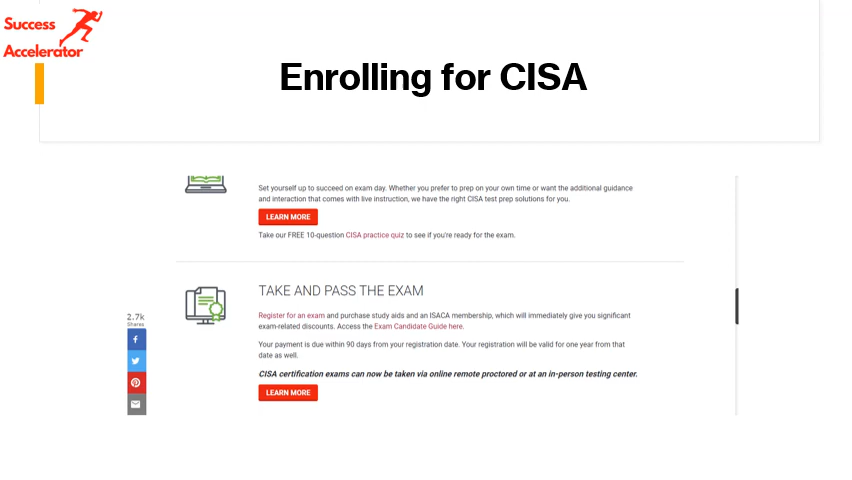 Success
Accelerator
Enrolling for CISA
Set yourself up to succeed on exam day. Whether you prefer to prep on your own time or want the additional guidance
and interaction that comes with live instruction, we have the right CISA test prep solutions for you.
LEARN MORE
Take our FREE 10-question CISA practice quiz to see if you're ready for the exam.
TAKE AND PASS THE EXAM
Register for an exam and purchase study aids and an ISACA membership, which will immediately give you significant
exam-related discounts. Access the Exam Candidate Guide here.
Your payment is due within 90 days from your registration date. Your registration will be valid for one year from that
date as well.
CISA certification exams can now be taken via online remote proctored or at an in-person testing center.
LEARN MORE
2.7k
Shares